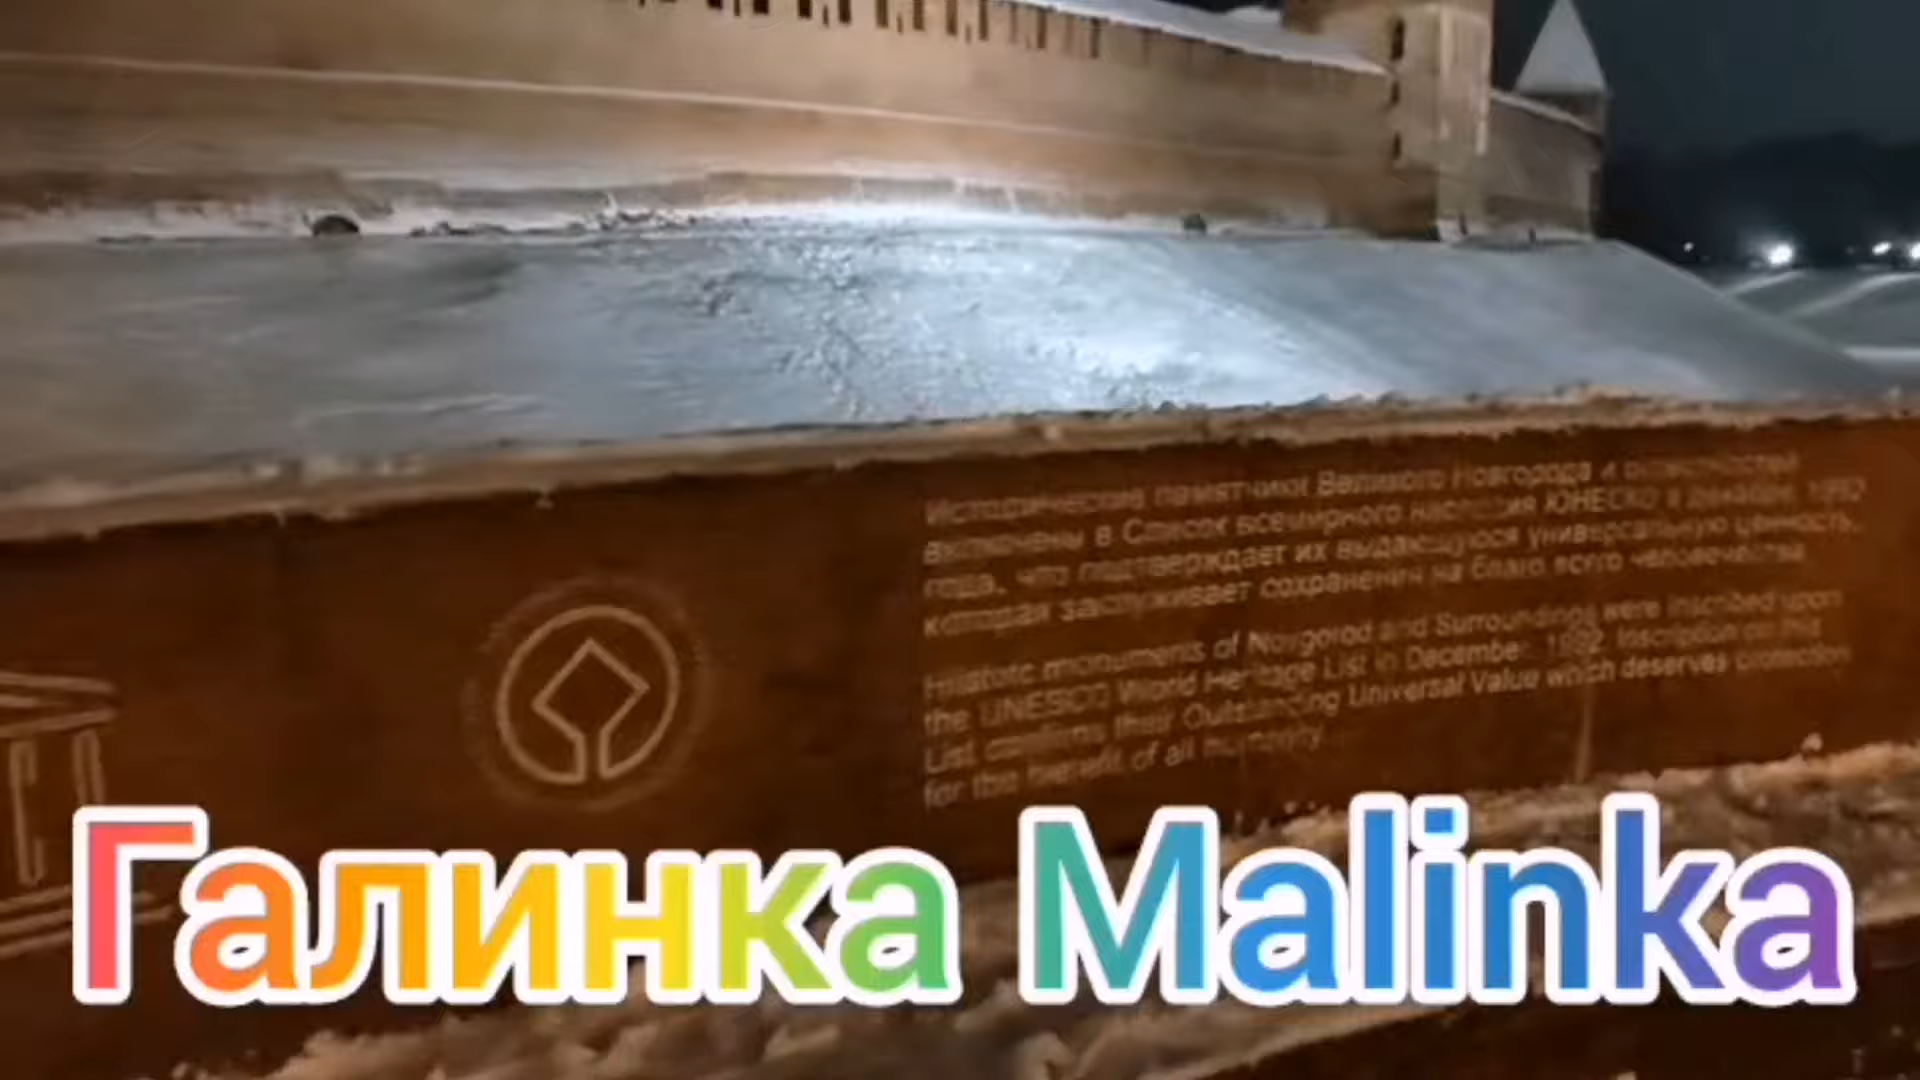 Исторические памятники Великого Новгорода и окрестностей
включены в Список всемирного наследия ЮНЕСКО в декабре 1992
года, что подтверждает их выдающуюся универсальную ценность,
которая заслуживает сохранения на благо всего человечества
Historic monuments of Novgorod and Surroundings were inscribed upon
the UNESCO World Heritage List in December, 1992. Inscription on this
List confirms their Outstanding Universal Value which deserves protection
for the benefit of all humanity
Галинка Malinka